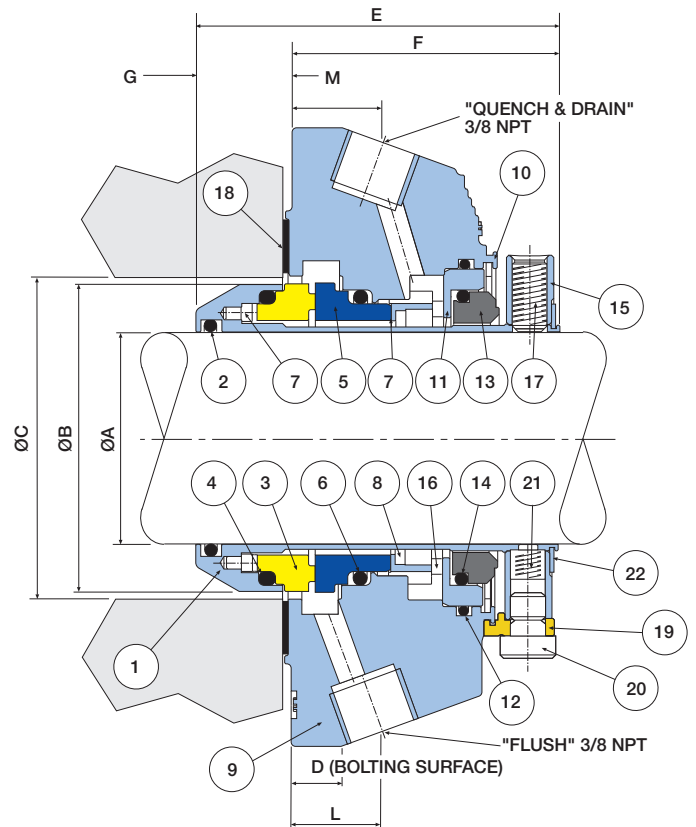 E
F
G
M
"QUENCH & DRAIN"
3/8 NPT
10
18
15
2
7
5
7
11
13
17
ØC
ØB
ØA
4
3
6
8
16
14
21
22
19
1
20
12
"FLUSH" 3/8 NPT
9
D (BOLTING SURFACE)
L